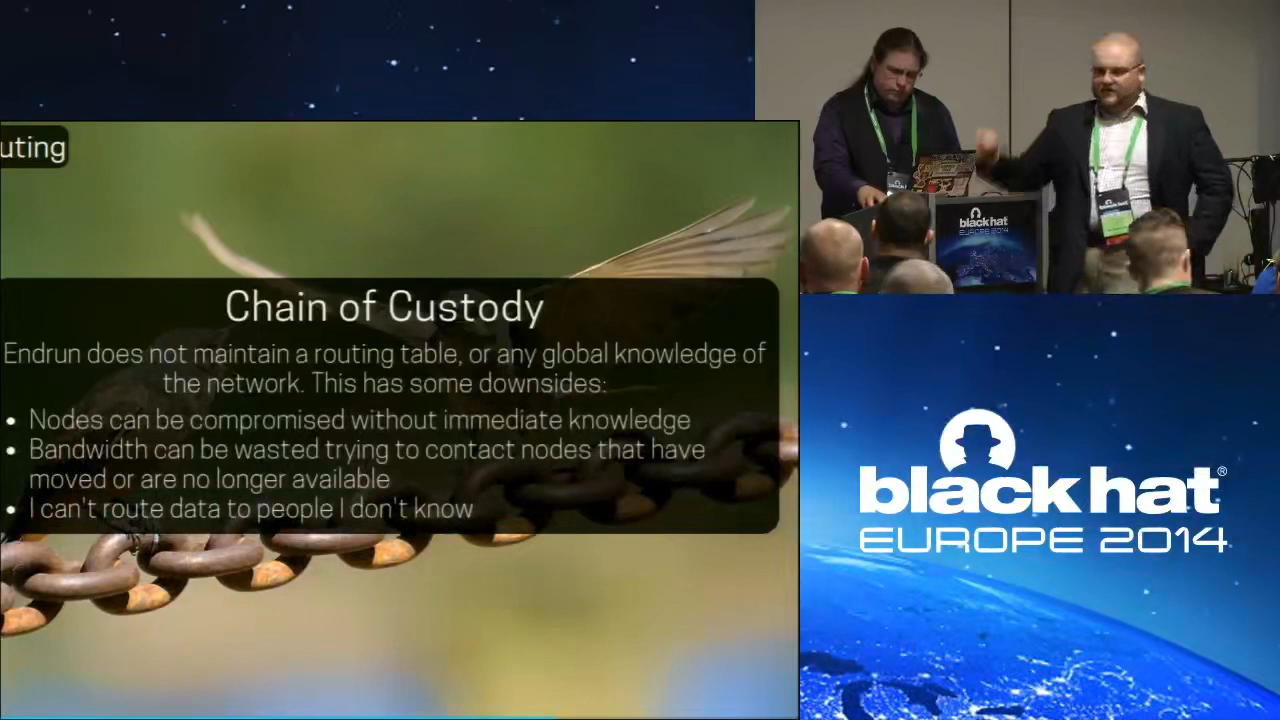 uting
Chain of Custody
Endrun does not maintain a routing table, or any global knowledge of
the network. This has some downsides:
• Nodes can be compromised without immediate knowledge
• Bandwidth can be wasted trying to contact nodes that have
moved or are no longer available
• I can't route data to people I don't know
black hat
EUROPE 2014
black hat®
EUROPE 2014